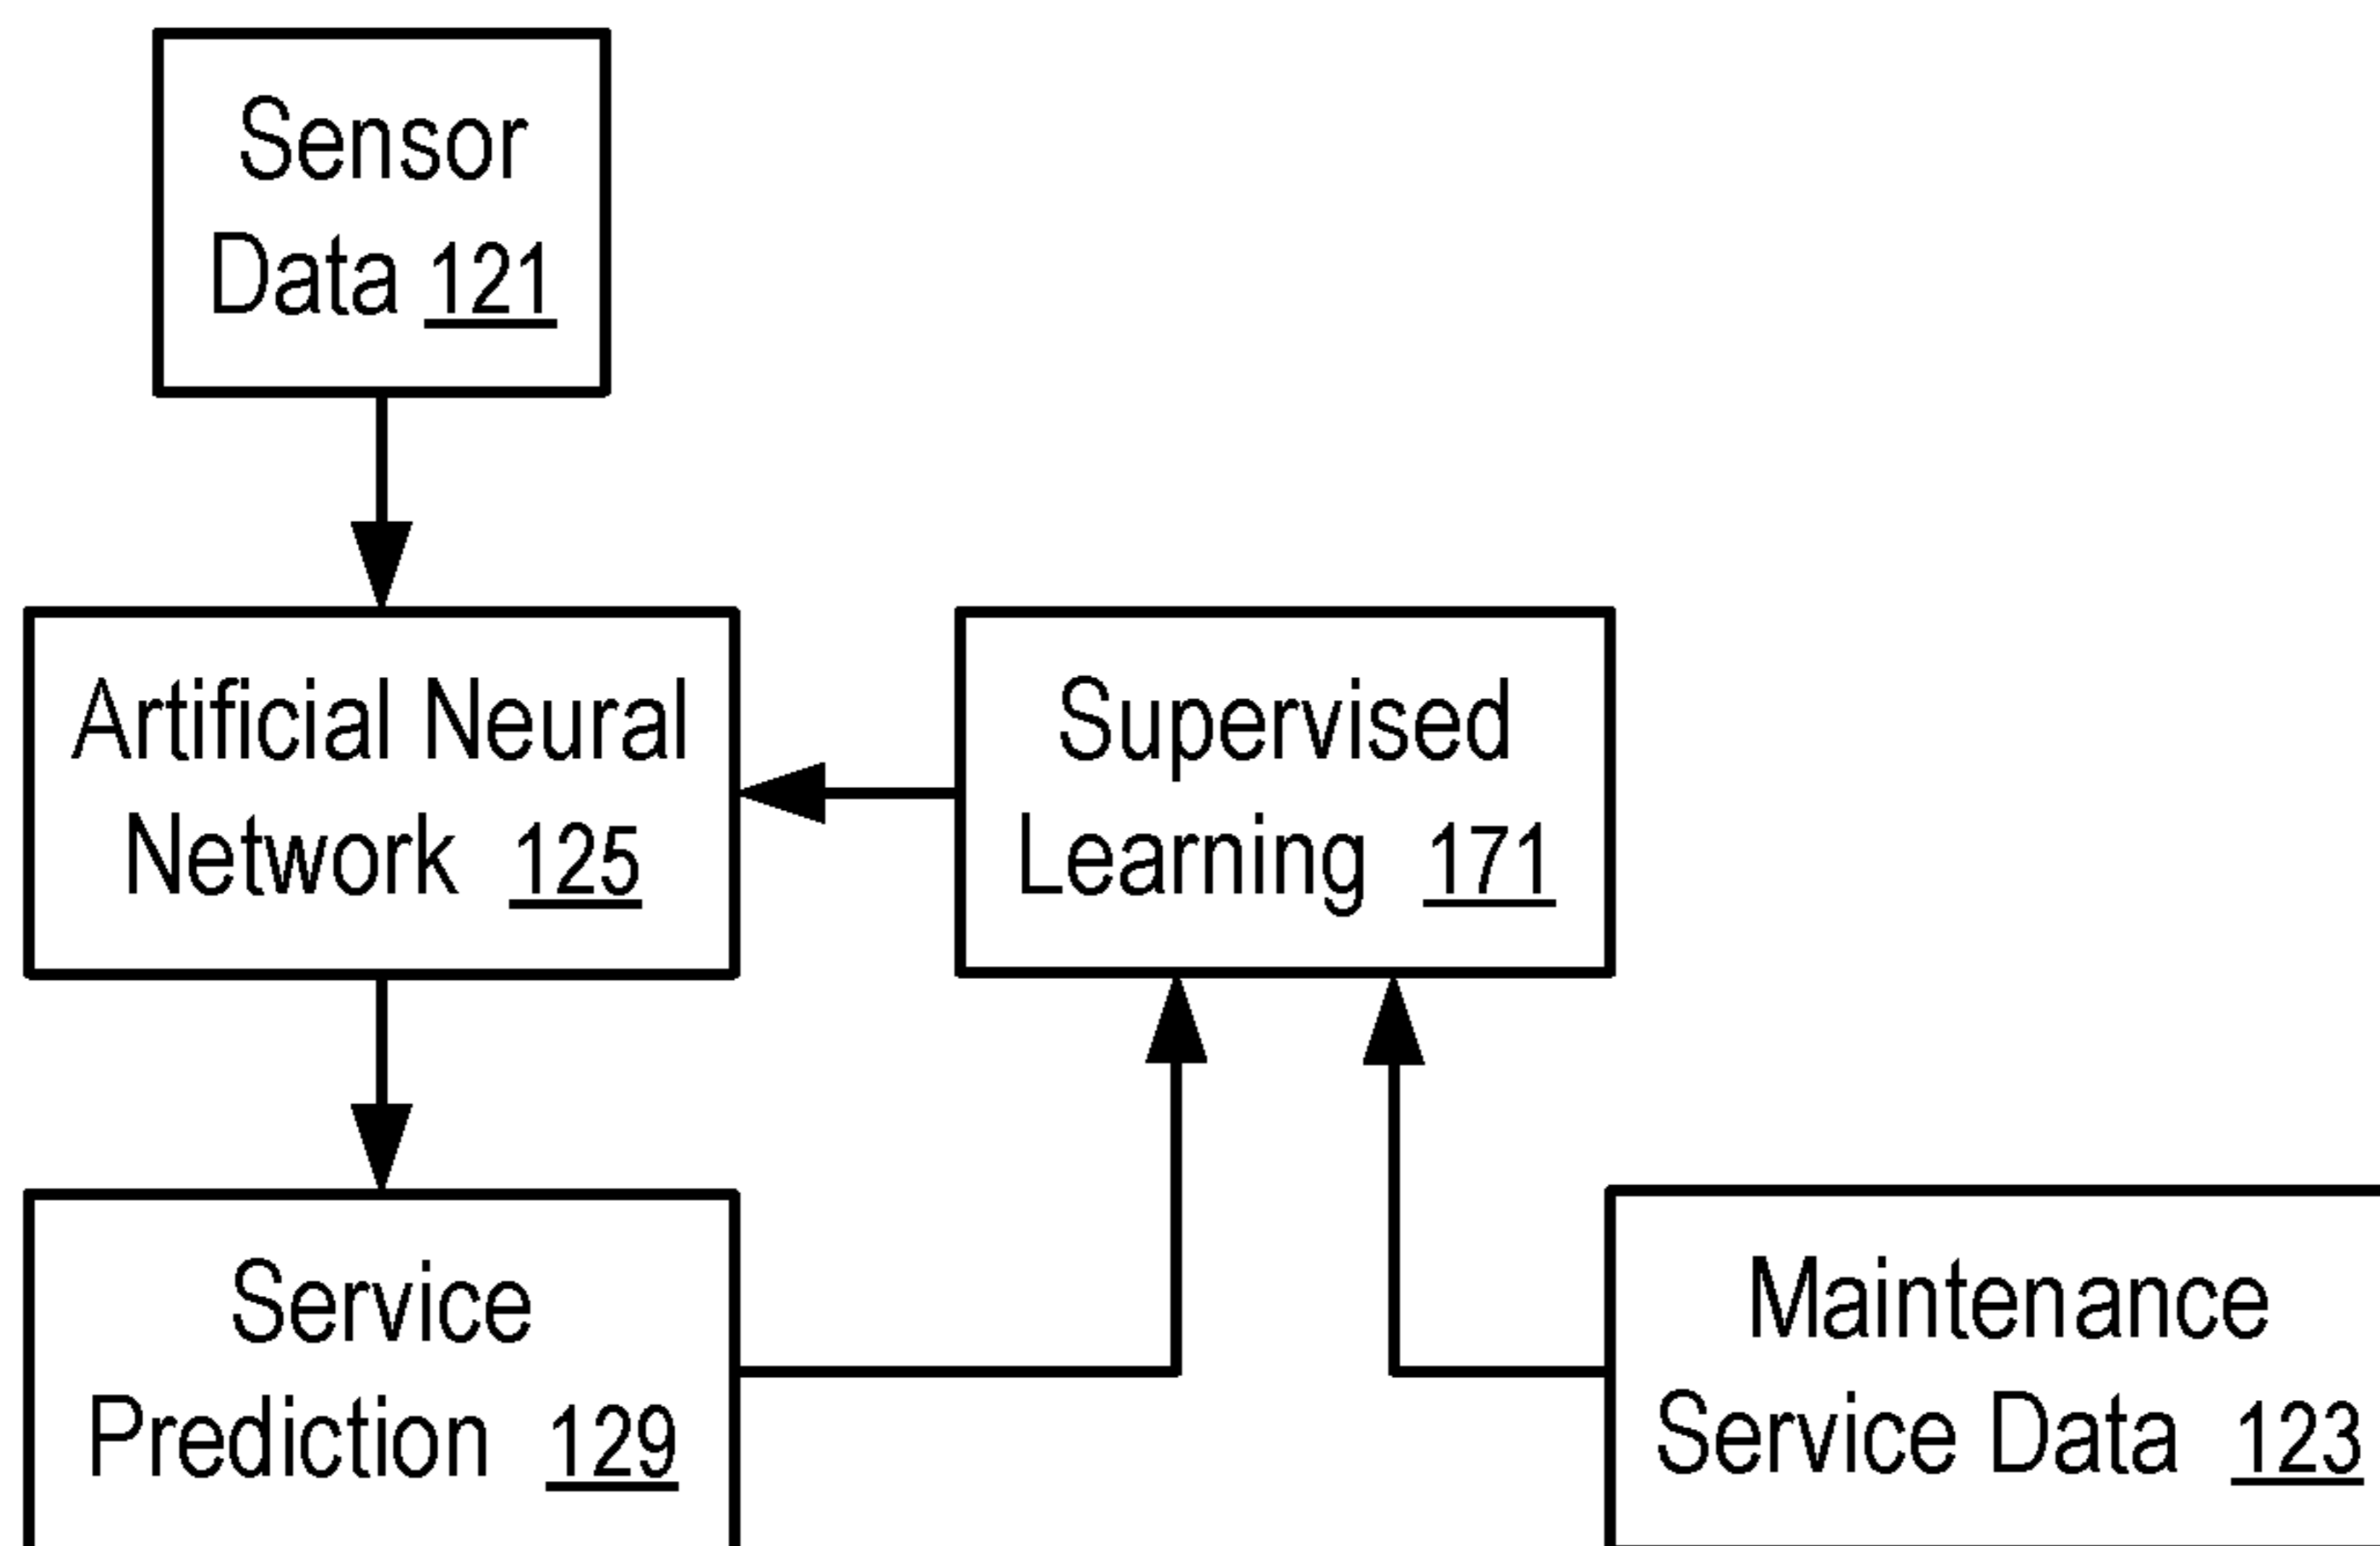 Sensor
Data 121
Artificial Neural
Network 125
Supervised
Learning 171
Service
Prediction 129
Maintenance
Service Data 123